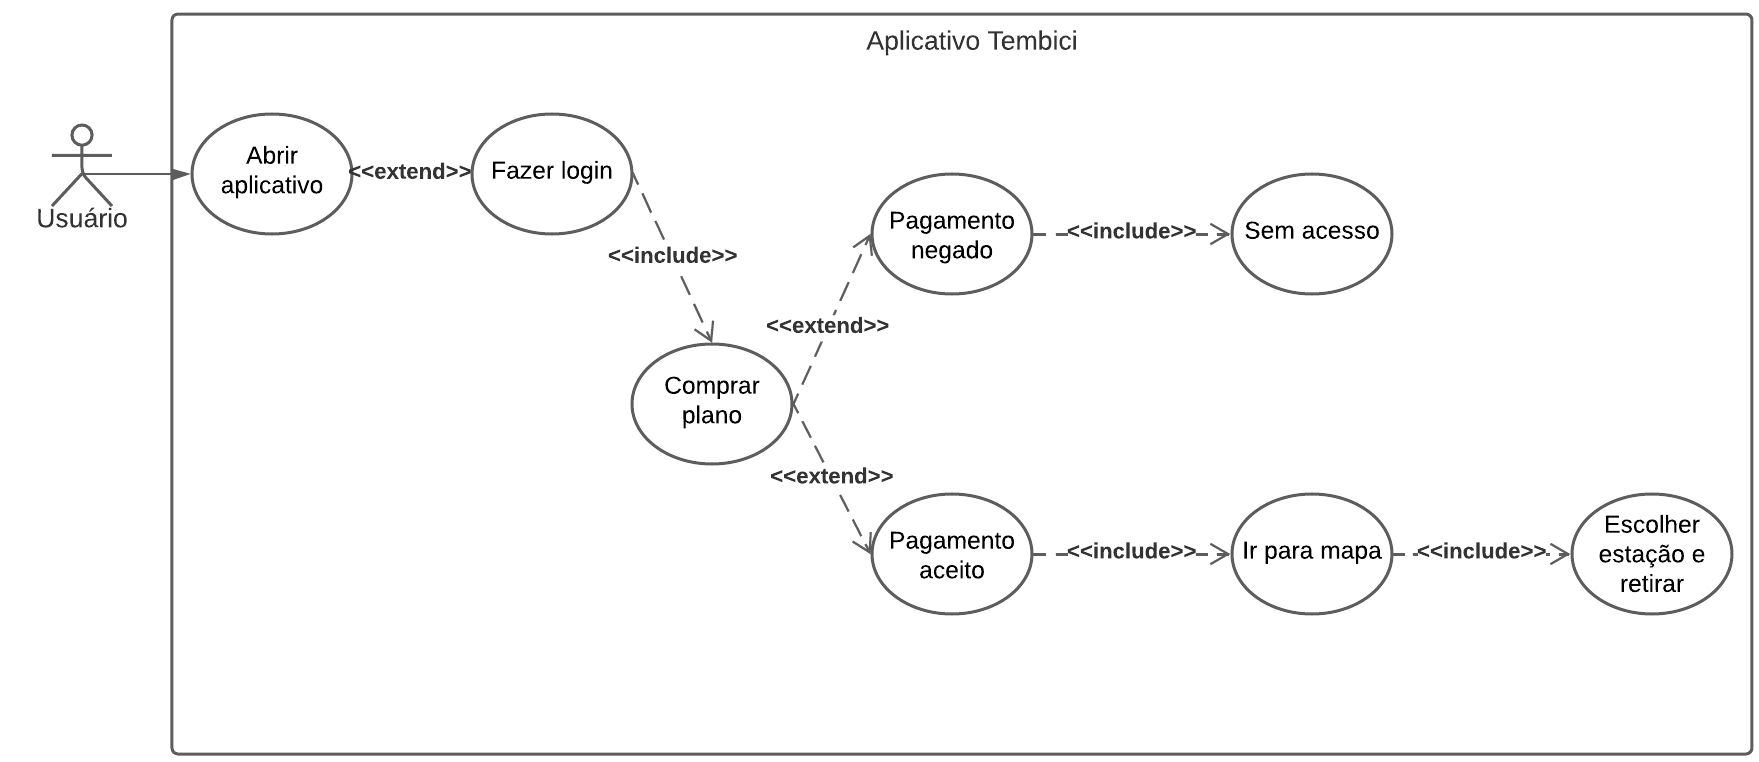 Aplicativo Tembici
Usuário
Abrir
aplicativo
<<extend>>
Fazer login
<<include>>
Comprar
plano
<<extend>>
Pagamento
negado
<<include>>
Sem acesso
<<extend>>
Pagamento
aceito
<<include>>
Ir para mapa
<<include>>
Escolher
estação e
retirar